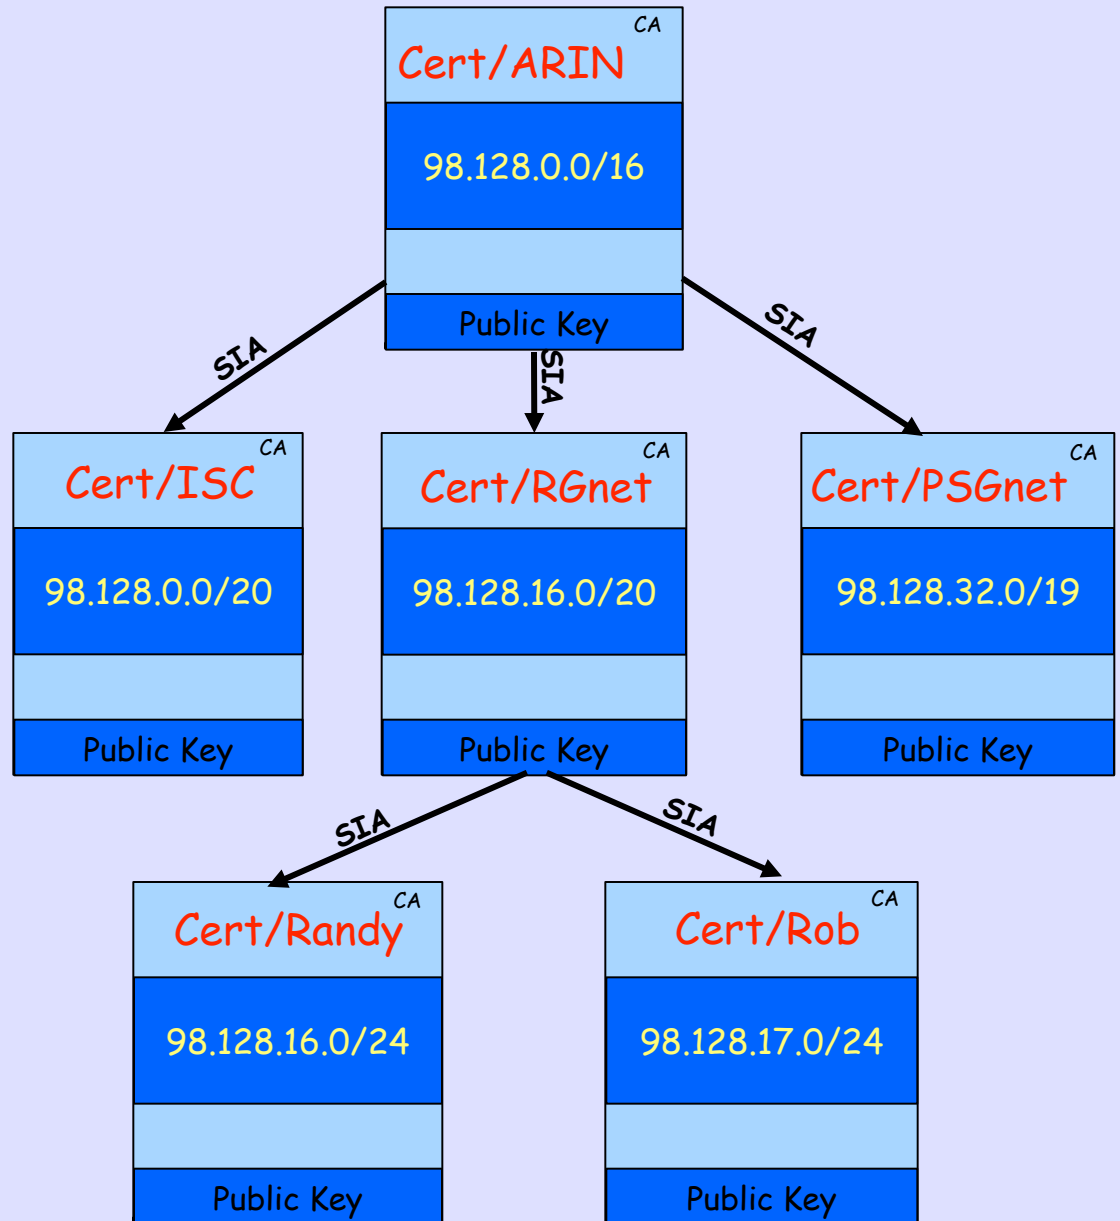 CA
Cert/ARIN
98.128.0.0/16
Public Key
SIA
SIA
SIA
CA
Cert/ISC
98.128.0.0/20
Public Key
CA
Cert/RGnet
98.128.16.0/20
Public Key
CA
Cert/PSGnet
98.128.32.0/19
Public Key
SIA
SIA
CA
Cert/Randy
98.128.16.0/24
Public Key
CA
Cert/Rob
98.128.17.0/24
Public Key